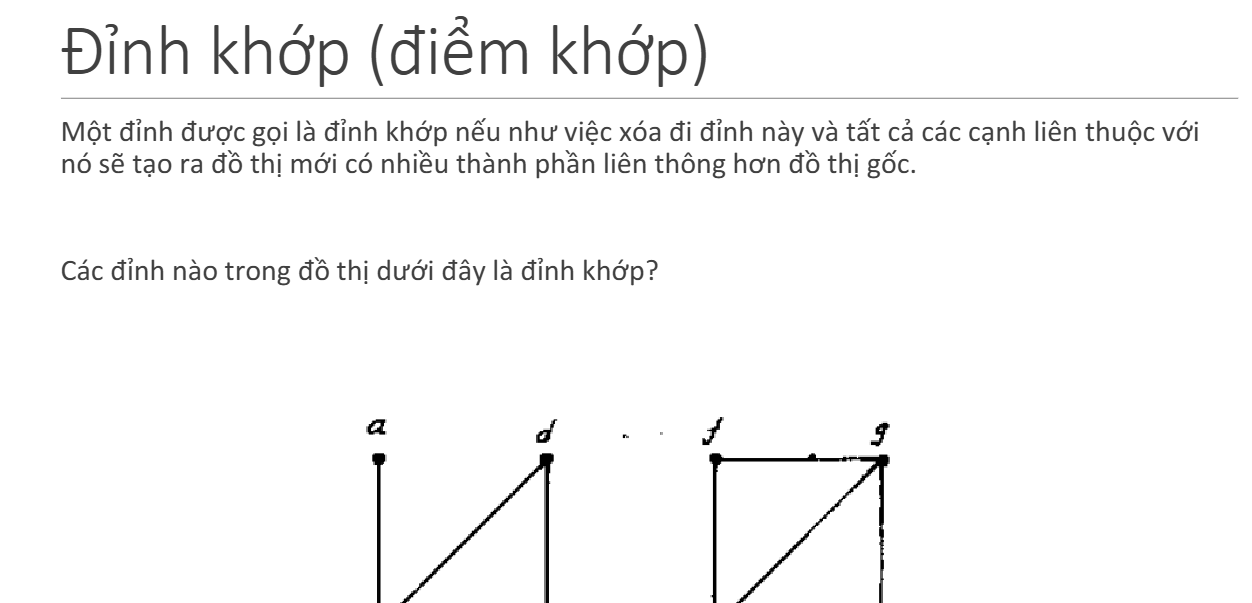 Đỉnh khớp (điểm khớp)
Một đỉnh được gọi là đỉnh khớp nếu như việc xóa đi đỉnh này và tất cả các cạnh liên thuộc với
nó sẽ tạo ra đồ thị mới có nhiều thành phần liên thông hơn đồ thị gốc.
Các đỉnh nào trong đồ thị dưới đây là đỉnh khớp?
a d f g